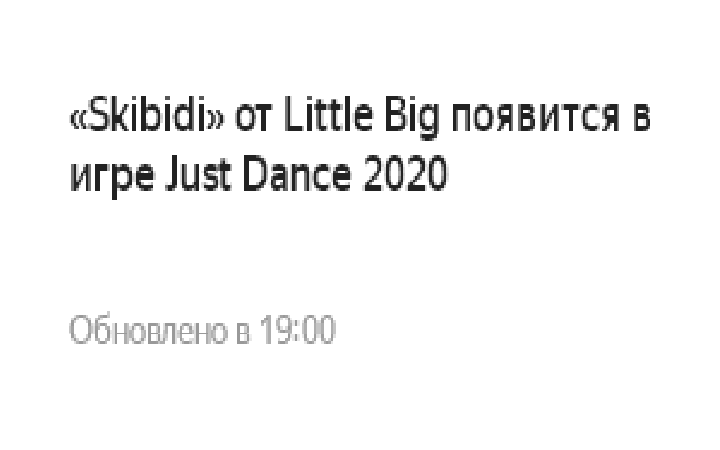 «Skibidi» от Little Big появится в
игре Just Dance 2020
Обновлено в 19:00